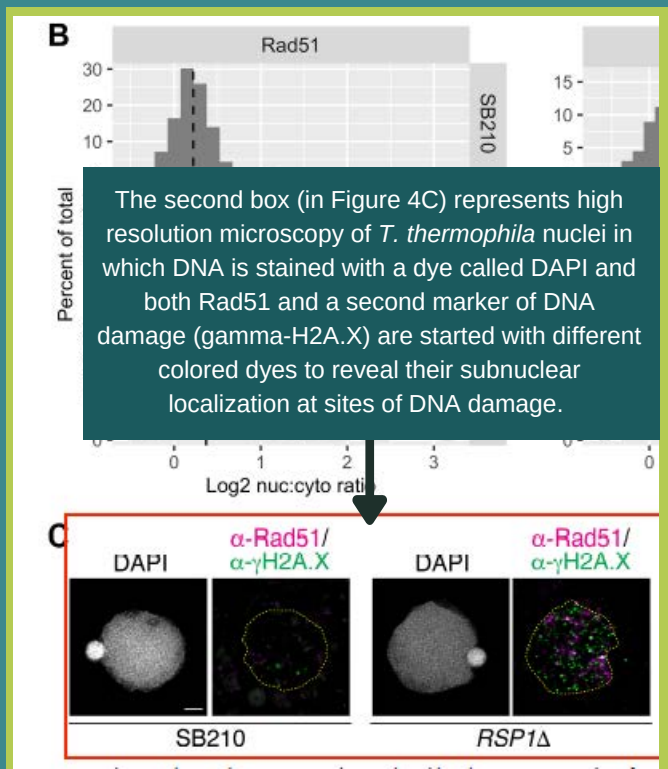 B
Rad51
SB210
30
20
10
15
10
5
Percent of total
The second box (in Figure 4C) represents high
resolution microscopy of T. thermophila nuclei in
which DNA is stained with a dye called DAPI and
both Rad51 and a second marker of DNA
damage (gamma-H2A.X) are started with different
colored dyes to reveal their subnuclear
localization at sites of DNA damage.
0 1 2 3
0
Log2 nuc:cyto ratio
C
DAPI α-Rad51/ DAPI α-Rad51/
α-γH2A.X α-γH2A.X
SB210 RSP1Δ